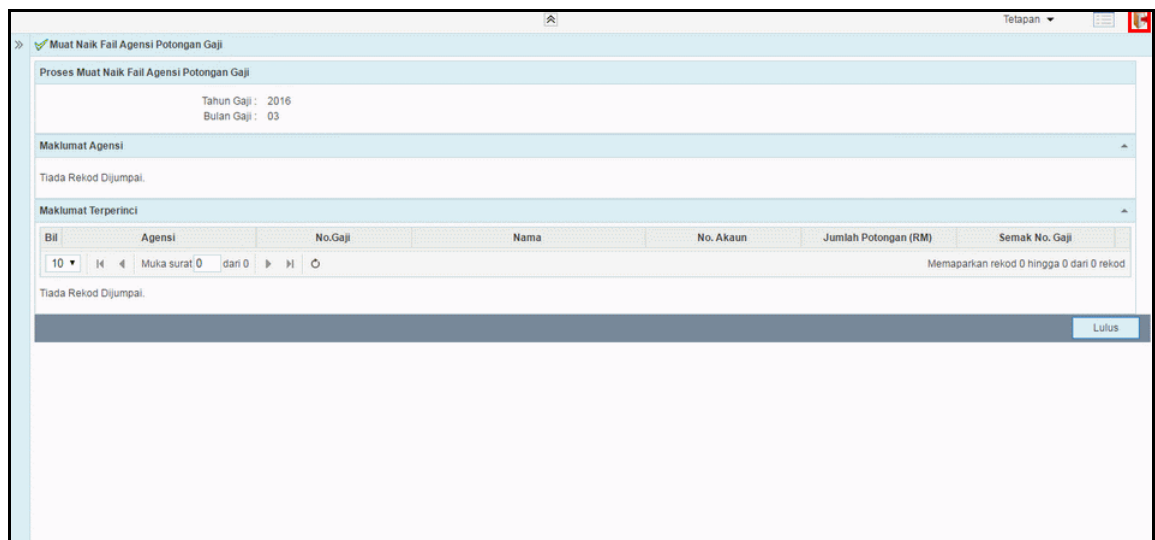 Tetapan
Muat Naik Fail Agensi Potongan Gaji
Proses Muat Naik Fail Agensi Potongan Gaji
Tahun Gaji : 2016
Bulan Gaji : 03
Maklumat Agensi
Tiada Rekod Dijumpai.
Maklumat Terperinci
Bil Agensi No.Gaji Nama No. Akaun Jumlah Potongan (RM) Semak No. Gaji
10 Muka surat 0 dari 0 Memaparkan rekod 0 hingga 0 dari 0 rekod
Tiada Rekod Dijumpai.
Lulus